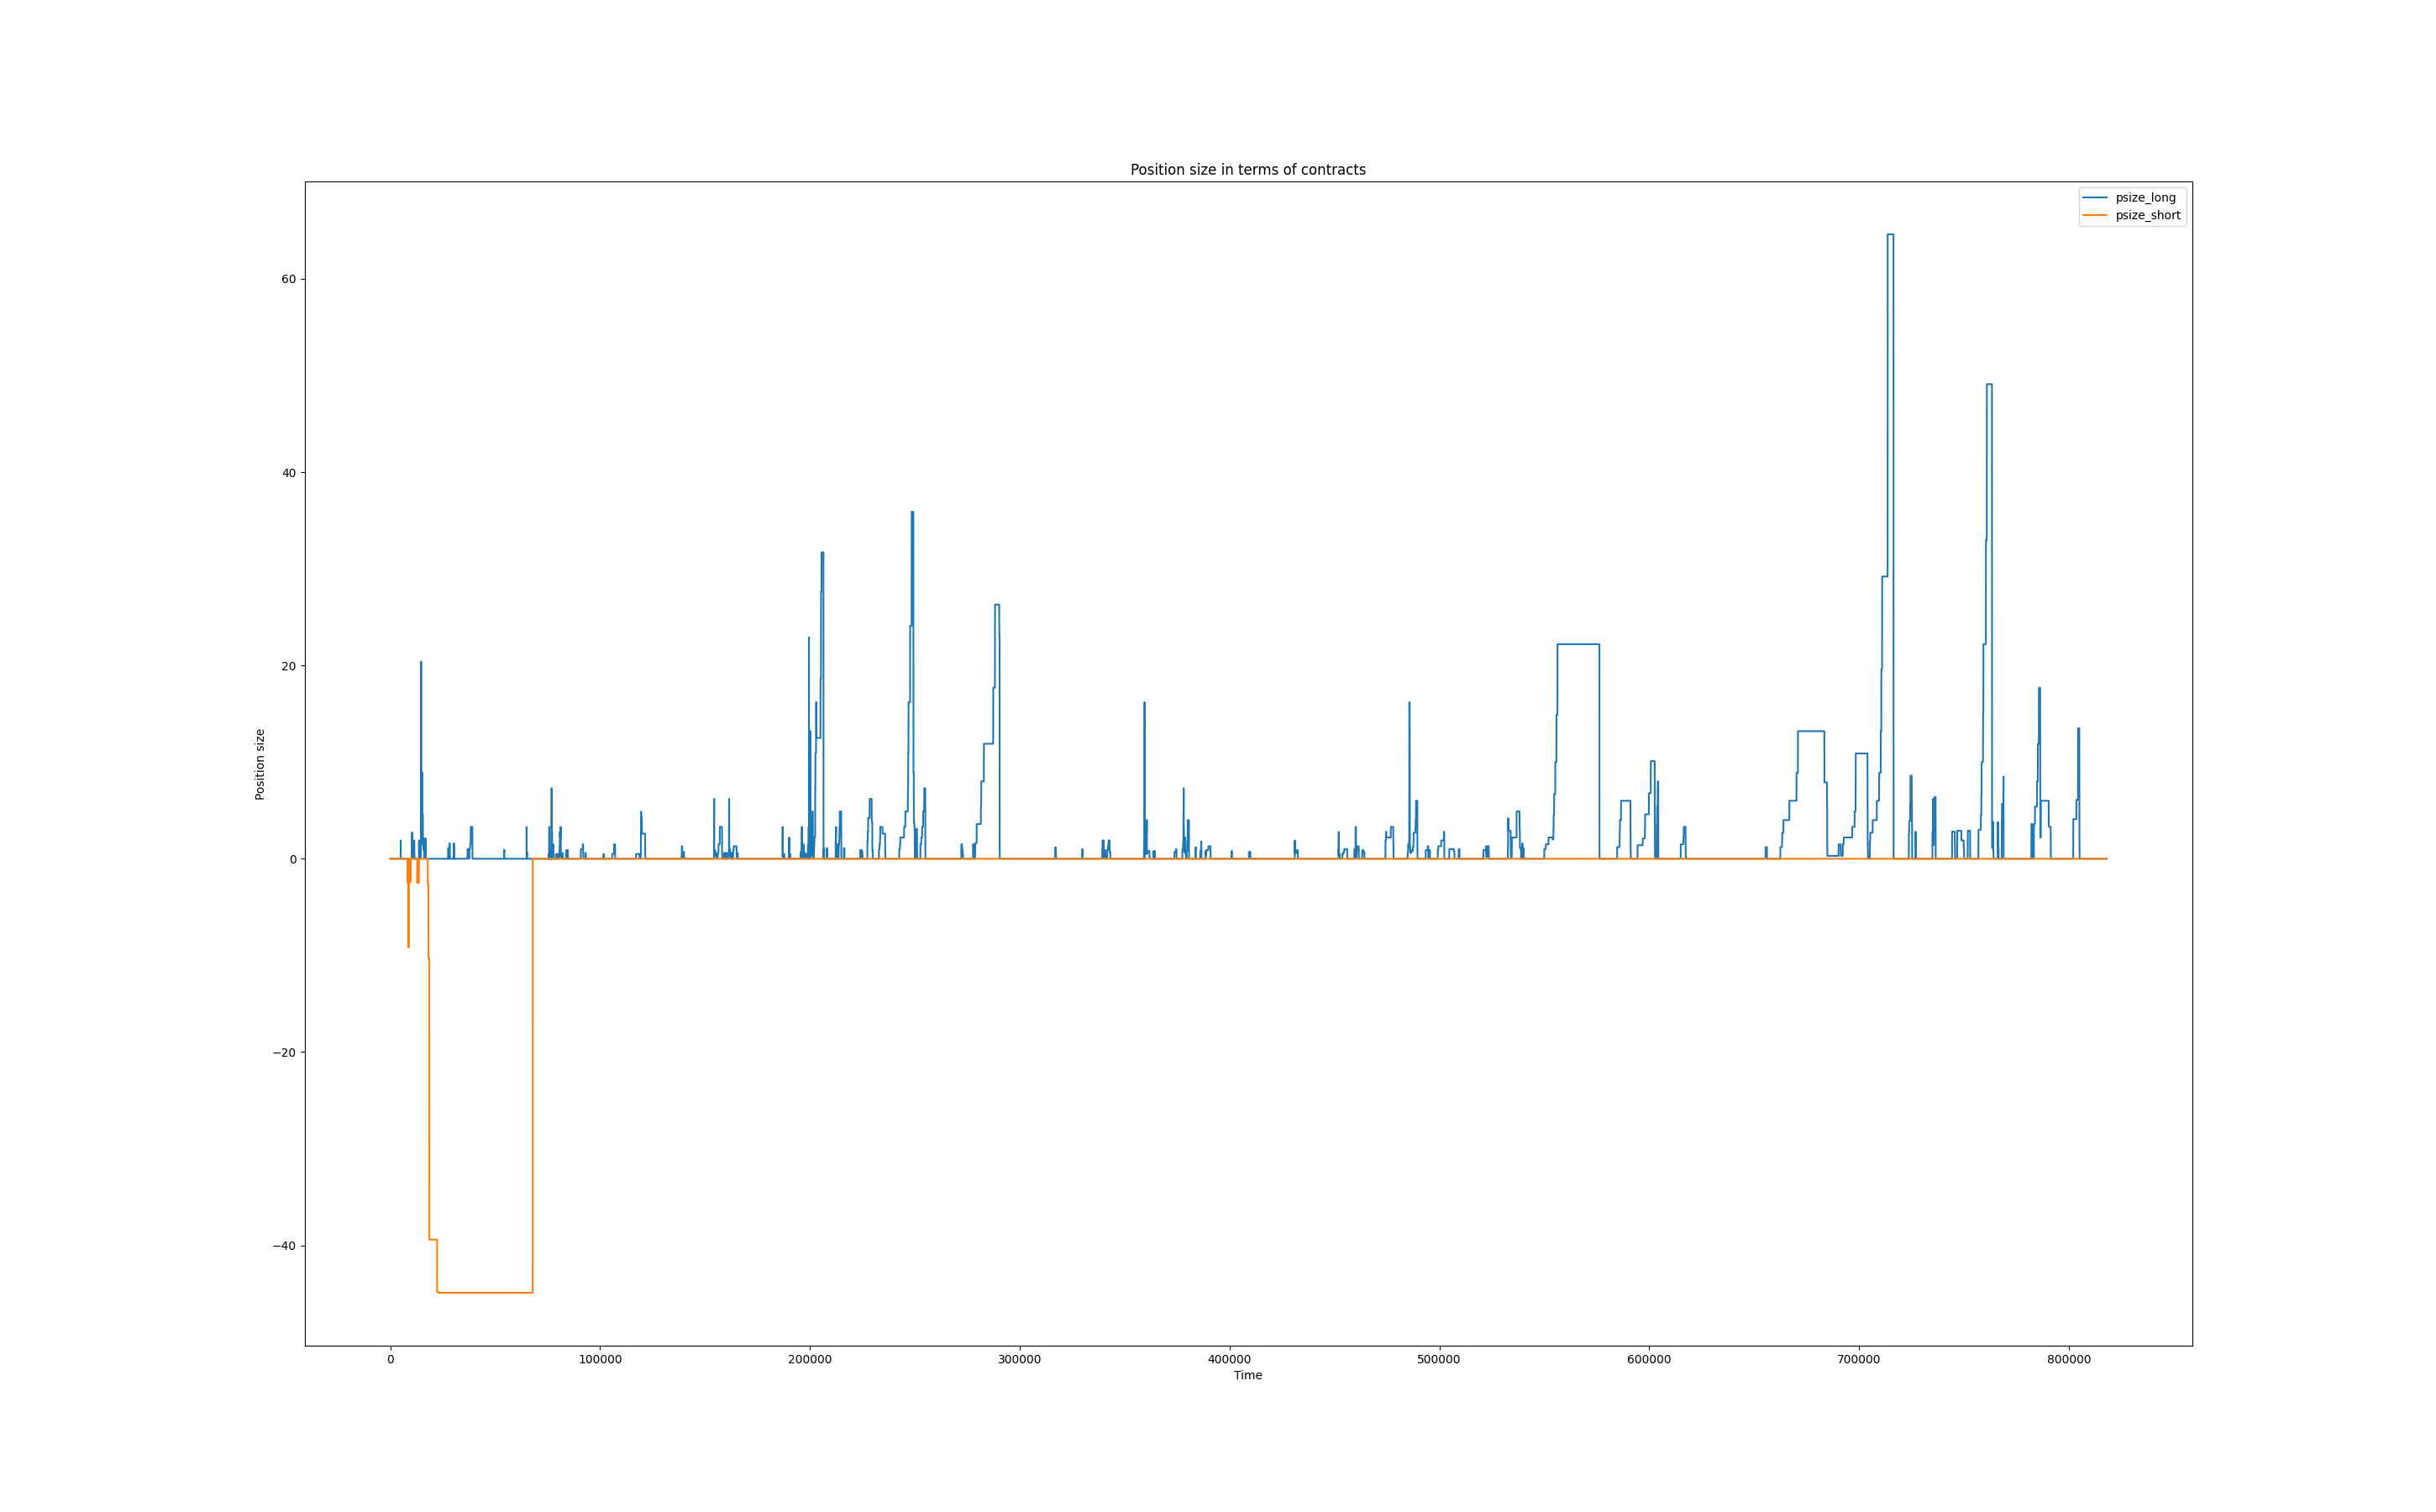 Position size in terms of contracts
psize_long
psize_short
60
40
20
0
−20
−40
Position size
0 100000 200000 300000 400000 500000 600000 700000 800000
Time